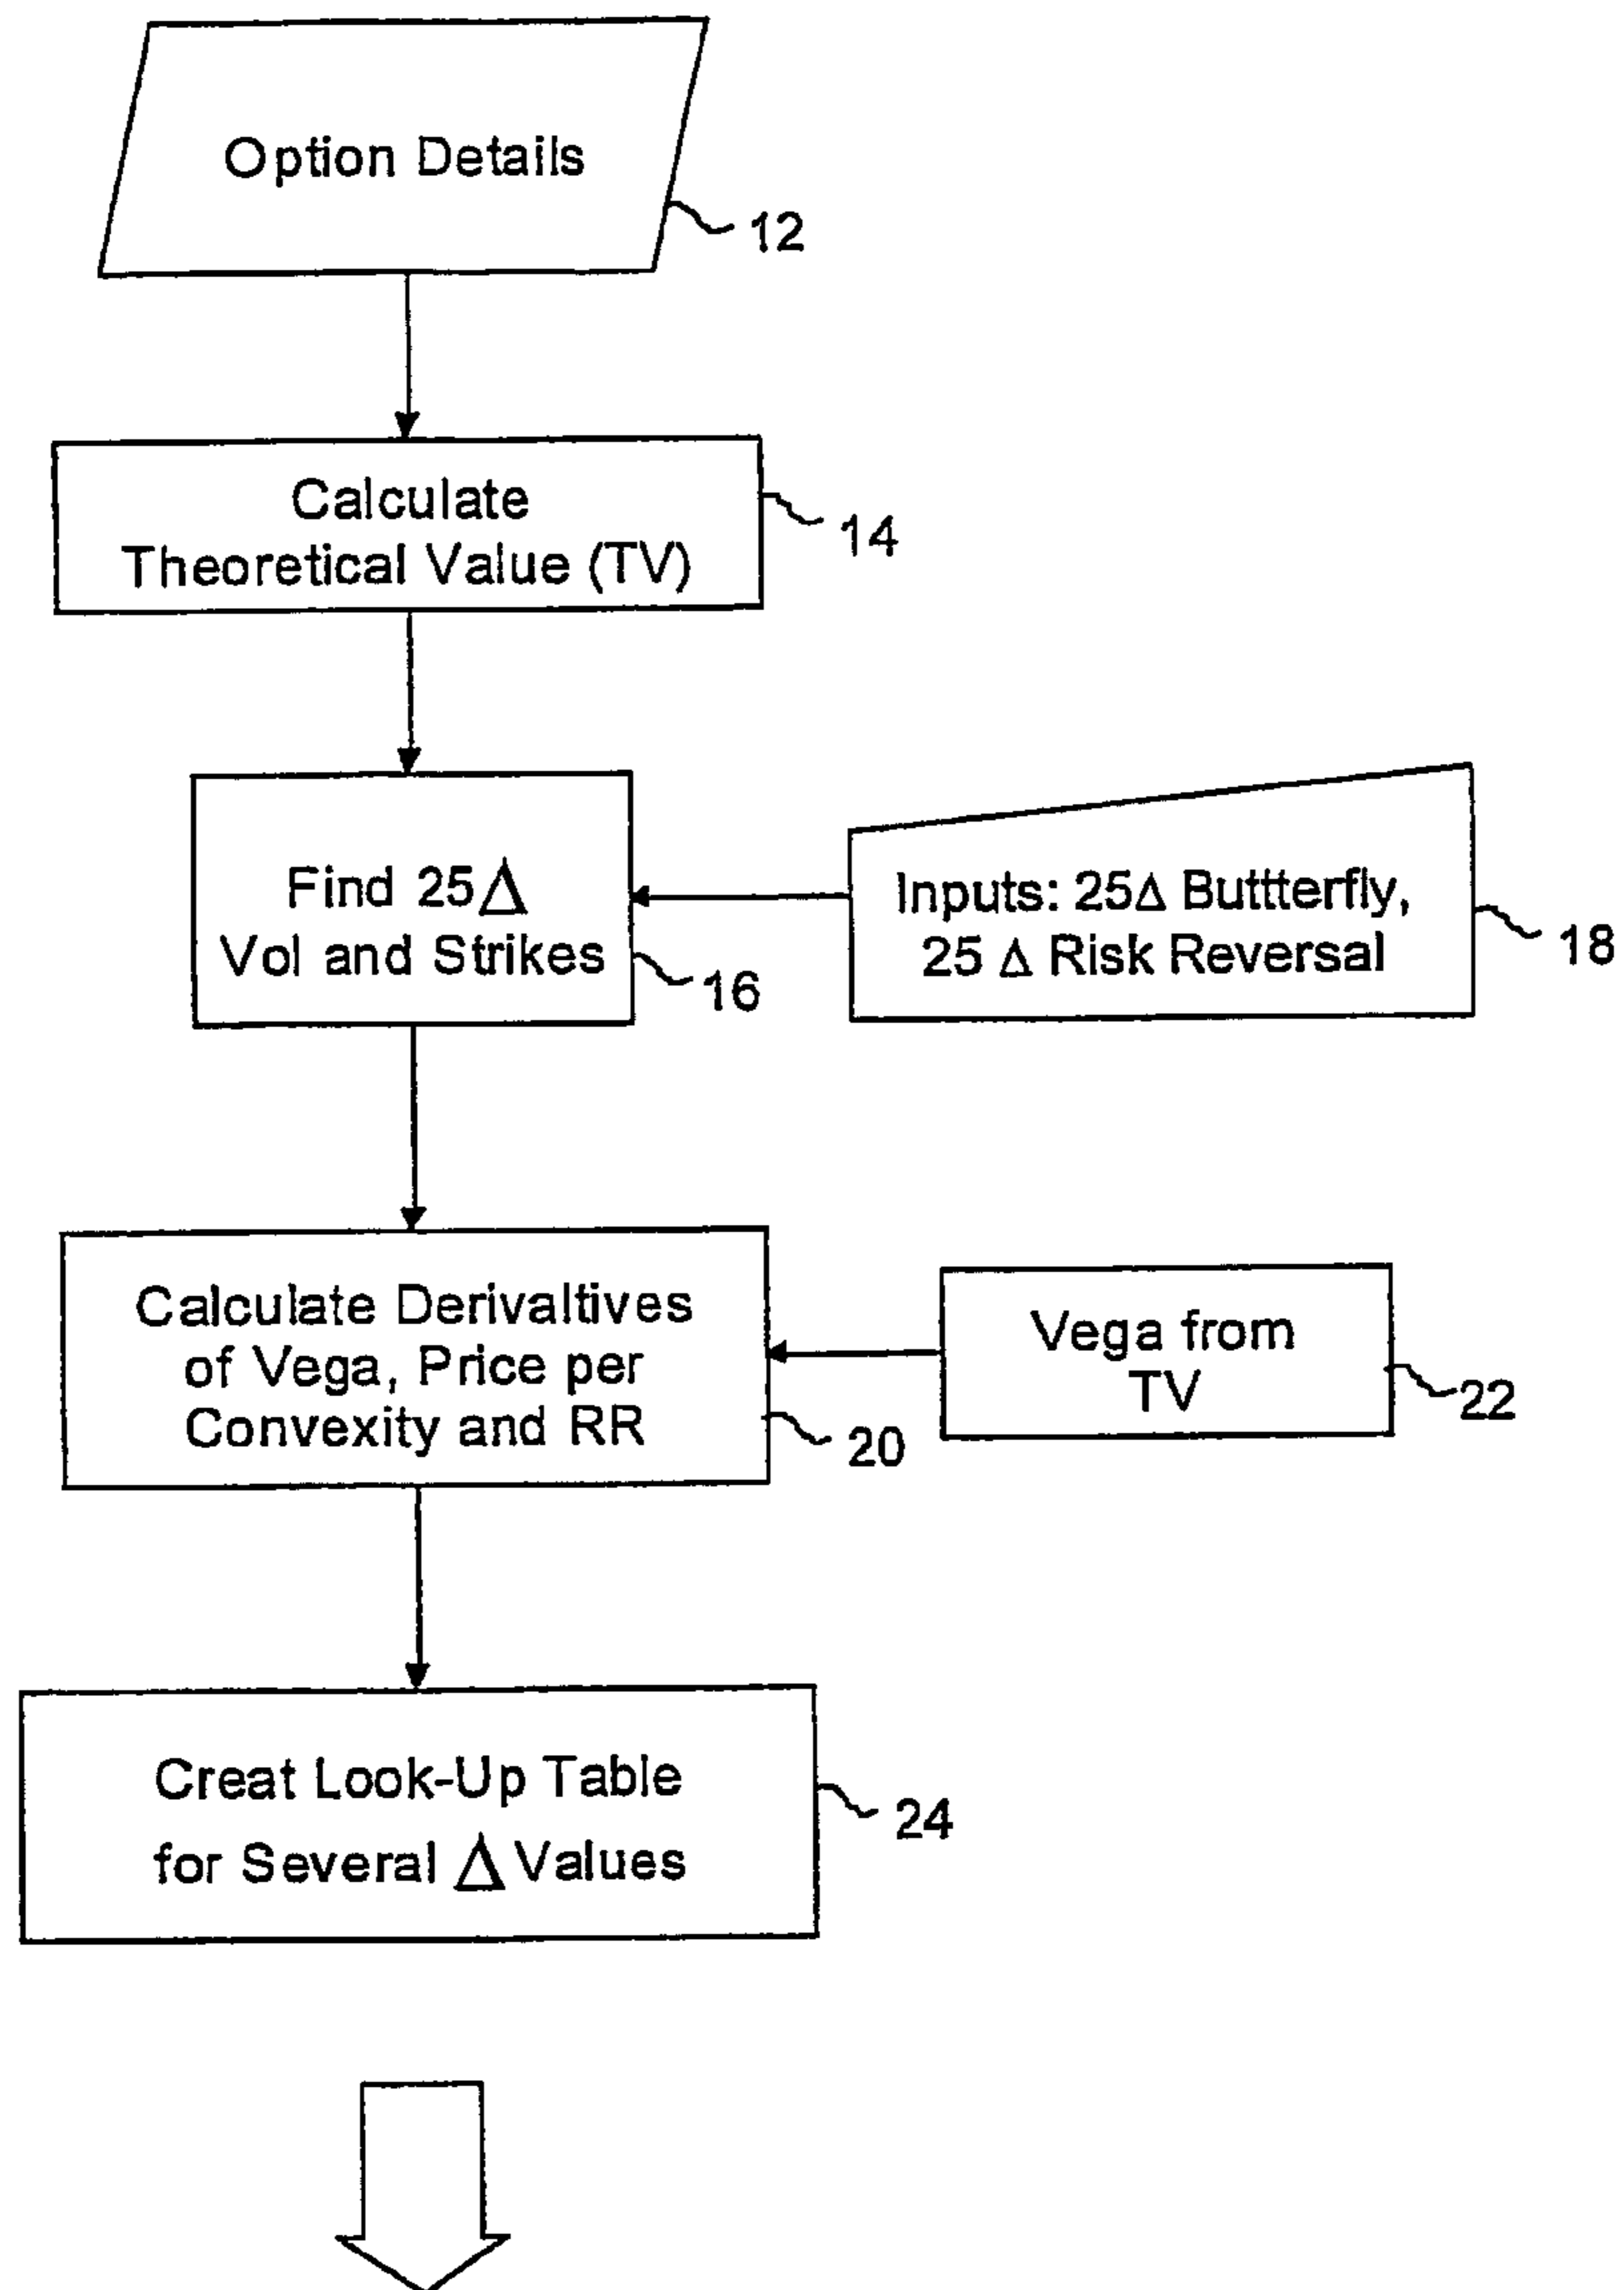 Option Details
12
Calculate
Theoretical Value (TV)
14
Find 25Δ
Vol and Strikes
16
Inputs: 25Δ Buttterfly,
25 Δ Risk Reversal
18
Calculate Derivaltives
of Vega, Price per
Convexity and RR
20
Vega from
TV
22
Creat Look-Up Table
for Several Δ Values
24